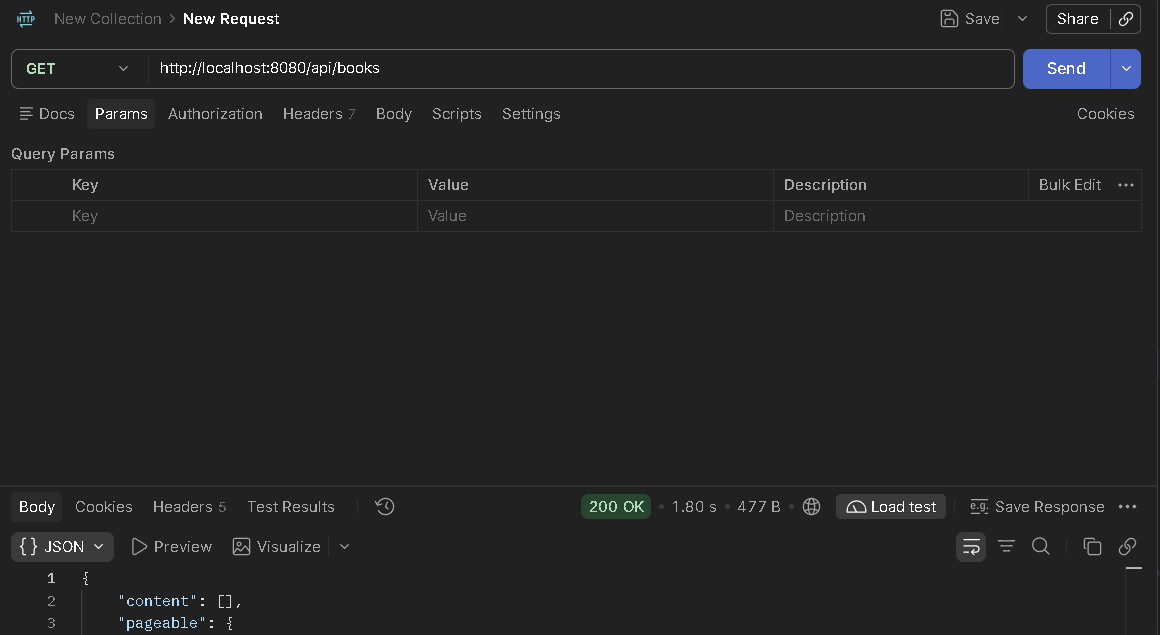 HTTP New Collection > New Request Save Share
GET http://localhost:8080/api/books Send
Docs Params Authorization Headers 7 Body Scripts Settings Cookies
Query Params
Key Value Description Bulk Edit ...
Key Value Description
Body Cookies Headers 5 Test Results 200 OK • 1.80 s • 477 B • Load test e.g. Save Response ...
{} JSON Preview Visualize
1 {
2 "content": [],
3 "pageable": {